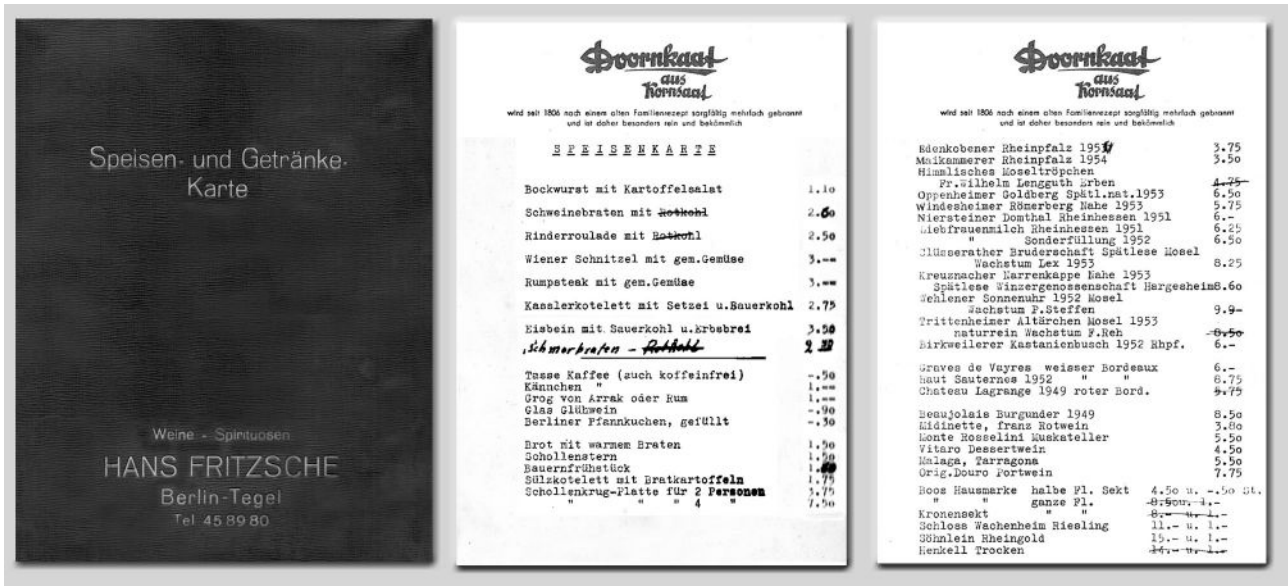 Speisen- und Getränke-
Karte
Weine - Spirituosen
HANS FRITZSCHE
Berlin-Tegel
Tel. 45 89 80
Doornkaat
aus
Kornsaat
wird seit 1806 nach einem alten Familienrezept sorgfältig mehrfach gebrannt
und ist daher besonders rein und bekömmlich
SPEISENKARTE
Bockwurst mit Kartoffelsalat 1.10
Schweinebraten mit Rotkohl 2.60
Rinderroulade mit Rotkohl 2.50
Wiener Schnitzel mit gem.Gemüse 3.--
Rumpsteak mit gem.Gemüse 3.--
Kasslerkotelett mit Setzei u.Bauerkohl 2.75
Eisbein mit Sauerkohl u.Erbsbrei 3.50
Schmorbraten - Rotkohl
Tasse Kaffee (auch koffeinfrei) -.50
Kännchen " 1.--
Grog von Arrak oder Rum 1.--
Glas Glühwein -.90
Berliner Pfannkuchen, gefüllt -.30
Brot mit warmem Braten 1.50
Schollenstern 1.50
Bauernfrühstück
Sülzkotelett mit Bratkartoffeln 1.75
Schollenkrug-Platte für 2 Personen 3.75
" " " 4 " 7.50
Doornkaat
aus
Kornsaat
wird seit 1806 nach einem alten Familienrezept sorgfältig mehrfach gebrannt
und ist daher besonders rein und bekömmlich
Edenkobener Rheinpfalz 3.75
Maikammerer Rheinpfalz 1954 3.50
Himmlisches Moseltröpchen
Fr.Wilhelm Lengguth Erben 4.75
Oppenheimer Goldberg Spätl.nat.1953 6.50
Windesheimer Römerberg Nahe 1953 5.75
Niersteiner Domthal Rheinhessen 1951 6.-
Liebfrauenmilch Rheinhessen 1951 6.25
" Sonderfüllung 1952 6.50
Clüsserather Bruderschaft Spätlese Mosel
Wachstum Lex 1953 8.25
Kreuznacher Narrenkappe Nahe 1953
Spätlese Winzergenossenschaft Hargesheim8.60
Wehlener Sonnenuhr 1952 Mosel
Wachstum P.Steffen 9.9-
Trittenheimer Altärchen Mosel 1953
naturrein Wachstum F.Reh 8.50
Birkweilerer Kastanienbusch 1952 Rhpf. 6.-
Graves de Vayres weisser Bordeaux 6.-
Haut Sauternes 1952 " " 8.75
Chateau Lagrange 1949 roter Bord. 5.75
Beaujolais Burgunder 1949 8.50
Midinette, franz Rotwein 3.80
Monte Rosselini Muskateller 5.50
Vitaro Dessertwein 4.50
Malaga, Tarragona 5.50
Orig.Douro Portwein 7.75
Boos Hausmarke halbe Fl. Sekt 4.50 u. -.50 St.
" " ganze Fl. 8.50u. 1.-
Kronensekt " " 8.- u. 1.-
Schloss Wachenheim Riesling 11.- u. 1.-
Söhnlein Rheingold 15.- u. 1.-
Henkell Trocken 14.- u. 1.-